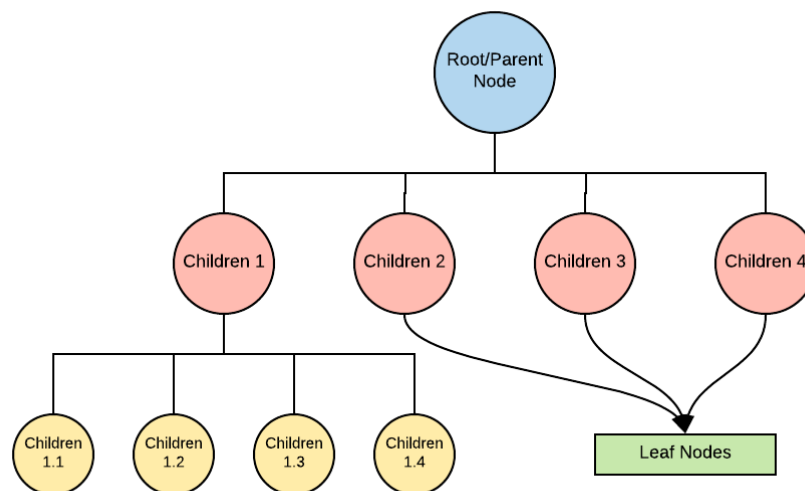 Root/Parent
Node
Children 1
Children 2
Children 3
Children 4
Children
1.1
Children
1.2
Children
1.3
Children
1.4
Leaf Nodes